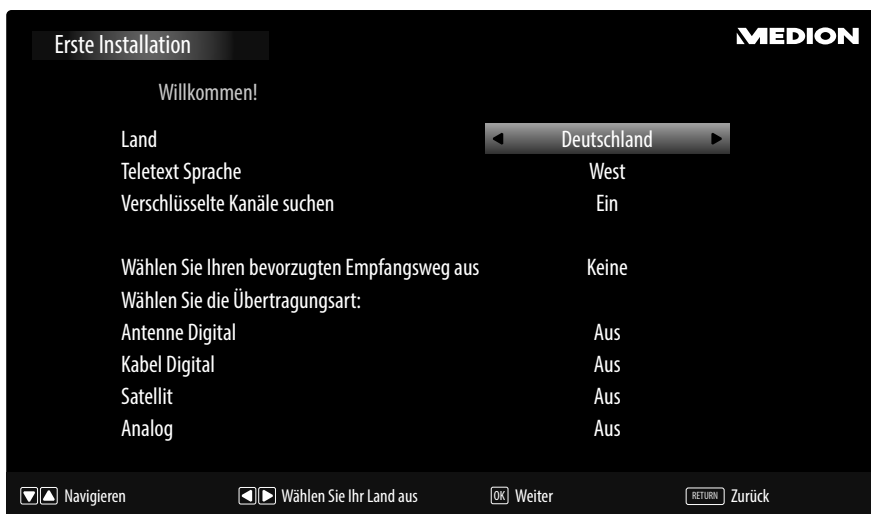 Erste Installation
MEDION
Willkommen!
Land Deutschland
Teletext Sprache West
Verschlüsselte Kanäle suchen Ein
Wählen Sie Ihren bevorzugten Empfangsweg aus Keine
Wählen Sie die Übertragungsart:
Antenne Digital Aus
Kabel Digital Aus
Satellit Aus
Analog Aus
Navigieren Wählen Sie Ihr Land aus OK Weiter RETURN Zurück